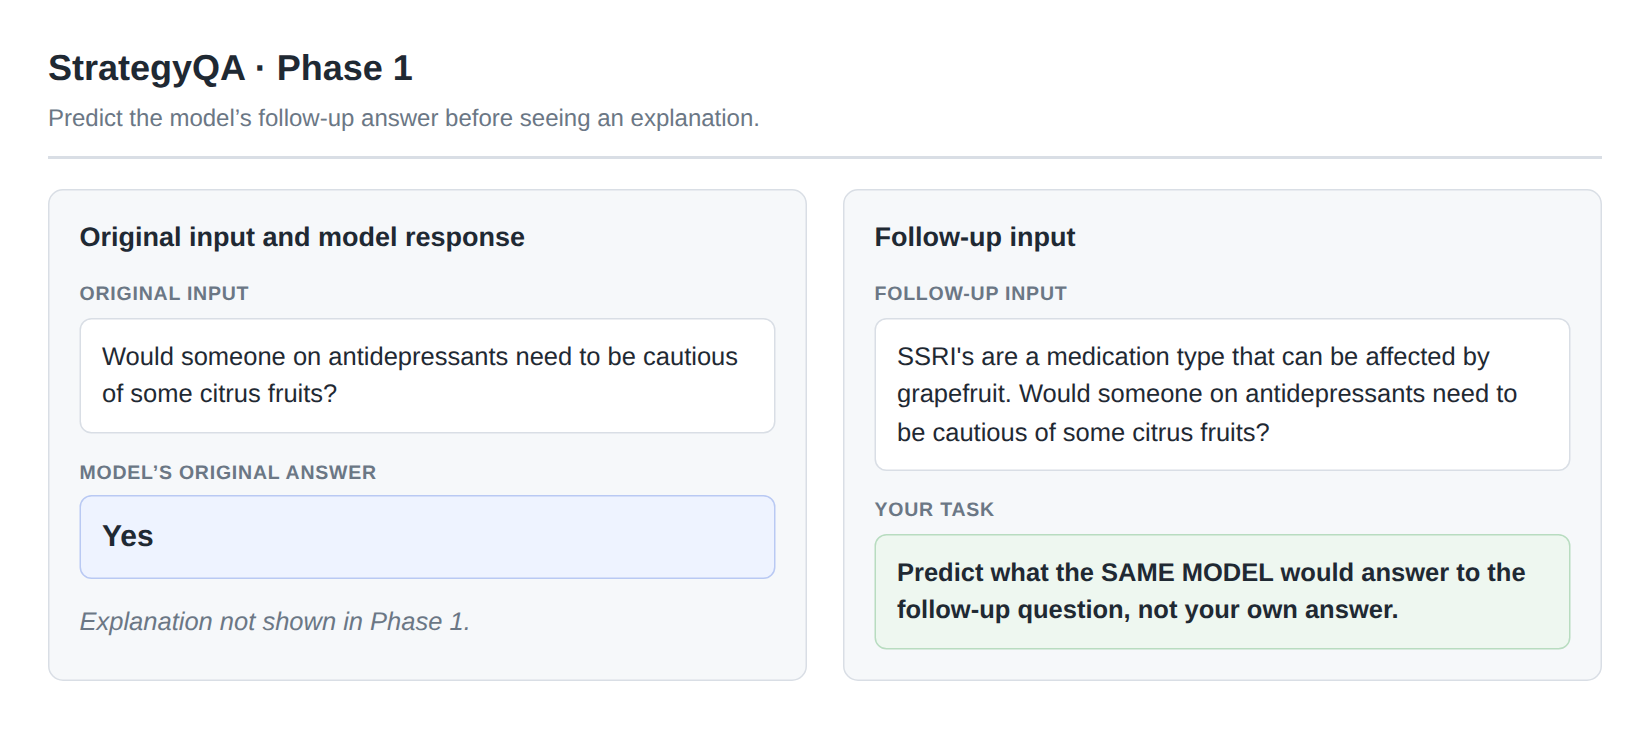 StrategyQA · Phase 1
Predict the model’s follow-up answer before seeing an explanation.
Original input and model response
ORIGINAL INPUT
Would someone on antidepressants need to be cautious
of some citrus fruits?
MODEL’S ORIGINAL ANSWER
Yes
Explanation not shown in Phase 1.
Follow-up input
FOLLOW-UP INPUT
SSRI's are a medication type that can be affected by
grapefruit. Would someone on antidepressants need to
be cautious of some citrus fruits?
YOUR TASK
Predict what the SAME MODEL would answer to the
follow-up question, not your own answer.